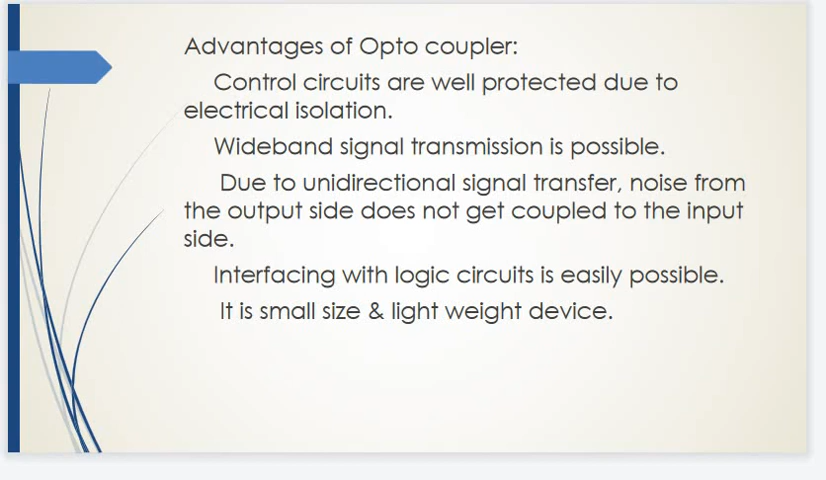 Advantages of Opto coupler:
Control circuits are well protected due to
electrical isolation.
Wideband signal transmission is possible.
Due to unidirectional signal transfer, noise from
the output side does not get coupled to the input
side.
Interfacing with logic circuits is easily possible.
It is small size & light weight device.